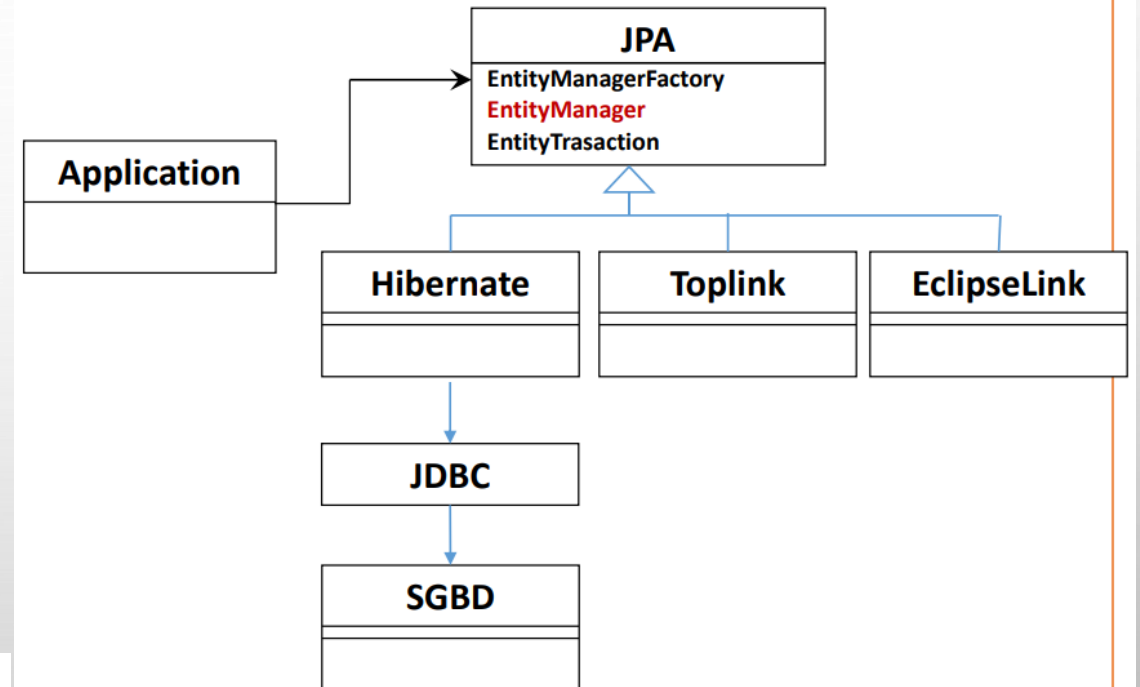 JPA
EntityManagerFactory
EntityManager
EntityTrasaction
Application
Hibernate
Toplink
EclipseLink
JDBC
SGBD